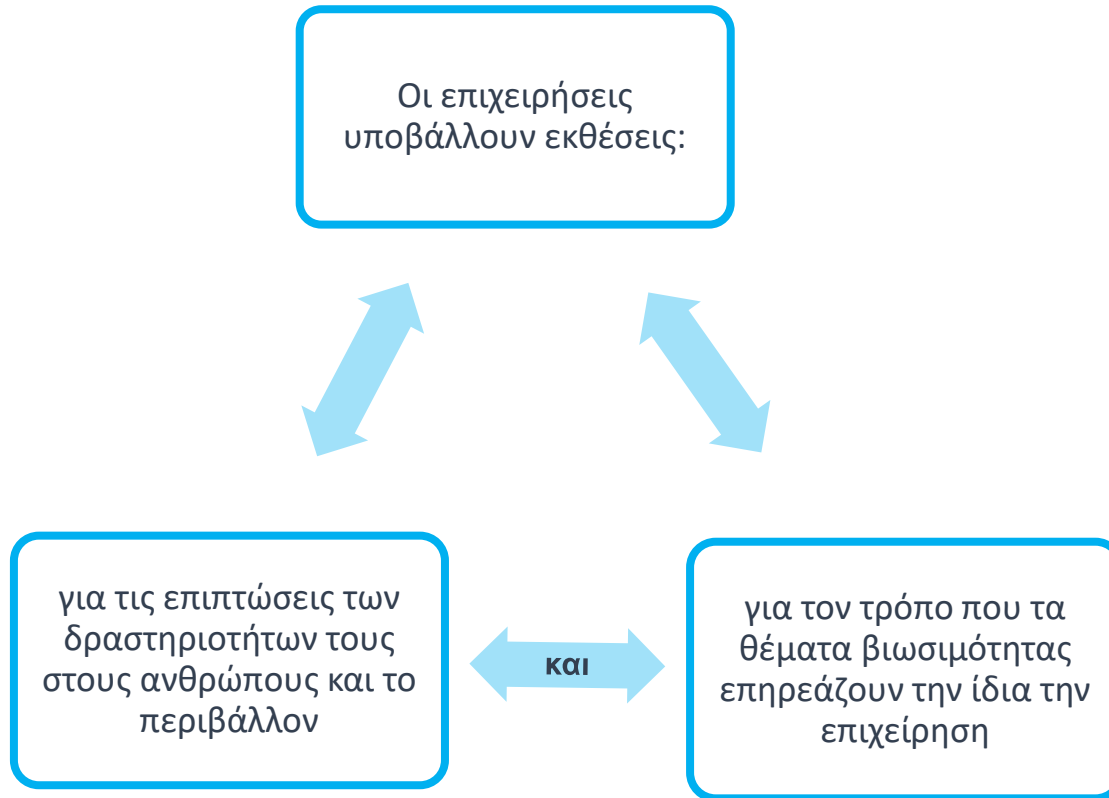 Οι επιχειρήσεις
υποβάλλουν εκθέσεις:
για τις επιπτώσεις των
δραστηριοτήτων τους
στους ανθρώπους και το
περιβάλλον
και
για τον τρόπο που τα
θέματα βιωσιμότητας
επηρεάζουν την ίδια την
επιχείρηση